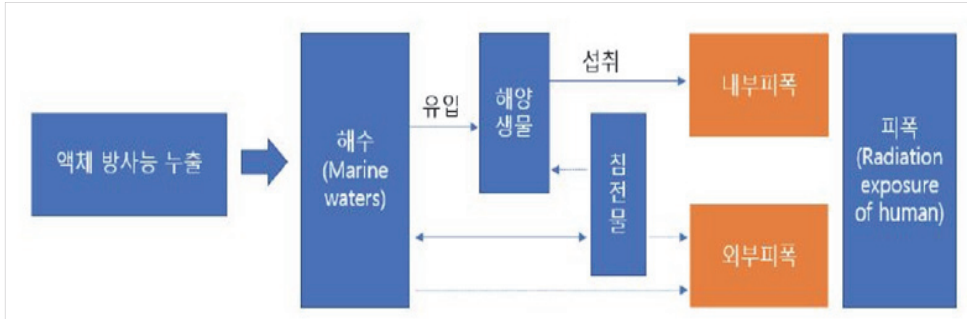 액체 방사능 누출
해수
(Marine
waters)
유입
해양
생물
섭취
침
전
물
내부피폭
외부피폭
피폭
(Radiation
exposure
of human)